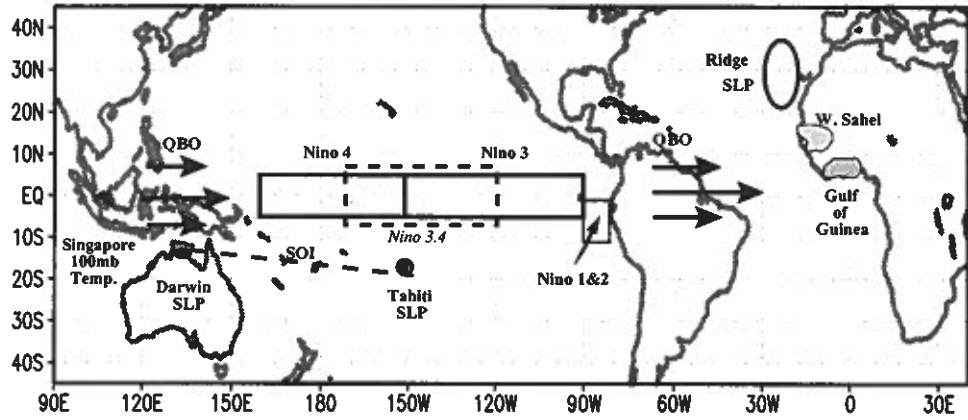 40N
30N
20N
10N
EQ
10S
20S
30S
40S
90E
120E
150E
180
150W
120W
90W
60W
30W
0
30E
Ridge
SLP
QBO
QBO
W. Sahel
Nino 4
Nino 3
Gulf
of
Guinea
Nino 3.4
Singapore
100mb
Temp.
SOI
Darwin
SLP
Tahiti
SLP
Nino 1&2